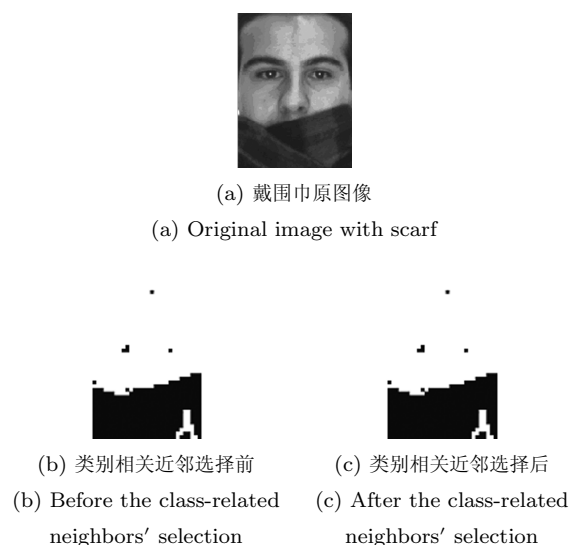 (a) 戴围巾原图像
(a) Original image with scarf
(b) 类别相关近邻选择前
(b) Before the class-related
neighbors′ selection
(c) 类别相关近邻选择后
(c) After the class-related
neighbors′ selection